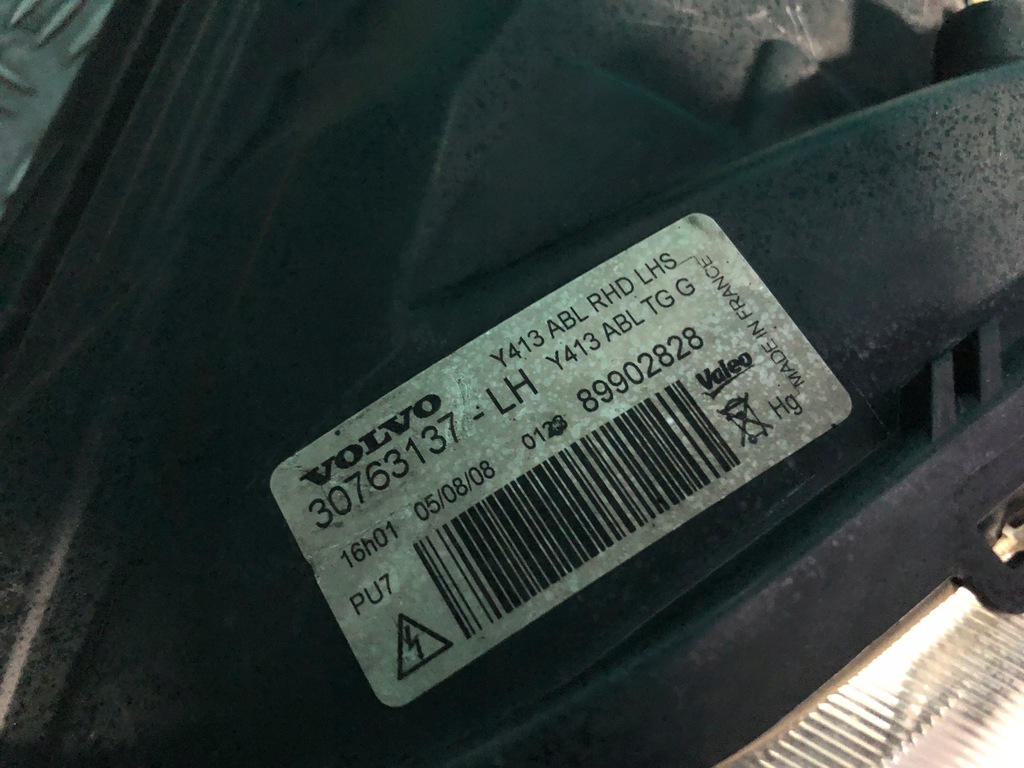 VOLVO
Y413 ABL RHD LHS
30763137 - LH Y413 ABL TG G
16h01 05/08/08 0123 89902828
PU7
Valeo
Hg
MADE IN FRANCE